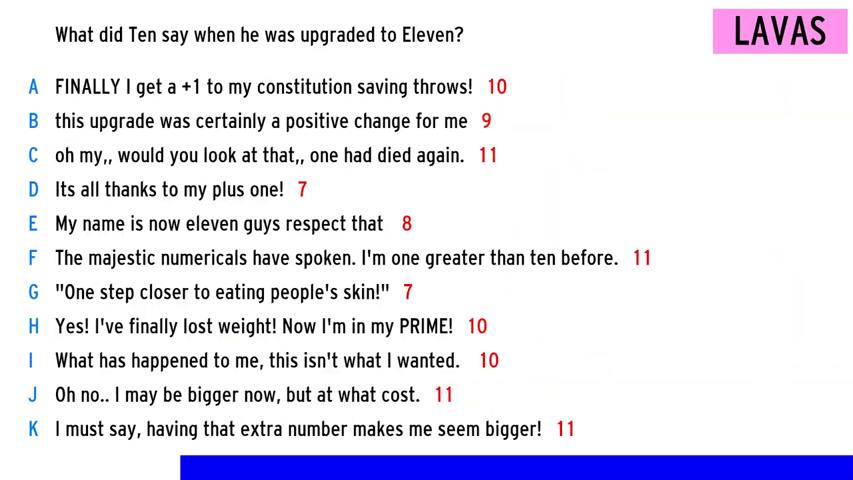 What did Ten say when he was upgraded to Eleven?
LAVAS
A FINALLY I get a +1 to my constitution saving throws! 10
B this upgrade was certainly a positive change for me 9
C oh my,, would you look at that,, one had died again. 11
D Its all thanks to my plus one! 7
E My name is now eleven guys respect that 8
F The majestic numericals have spoken. I'm one greater than ten before. 11
G "One step closer to eating people's skin!" 7
H Yes! I've finally lost weight! Now I'm in my PRIME! 10
I What has happened to me, this isn't what I wanted. 10
J Oh no.. I may be bigger now, but at what cost. 11
K I must say, having that extra number makes me seem bigger! 11